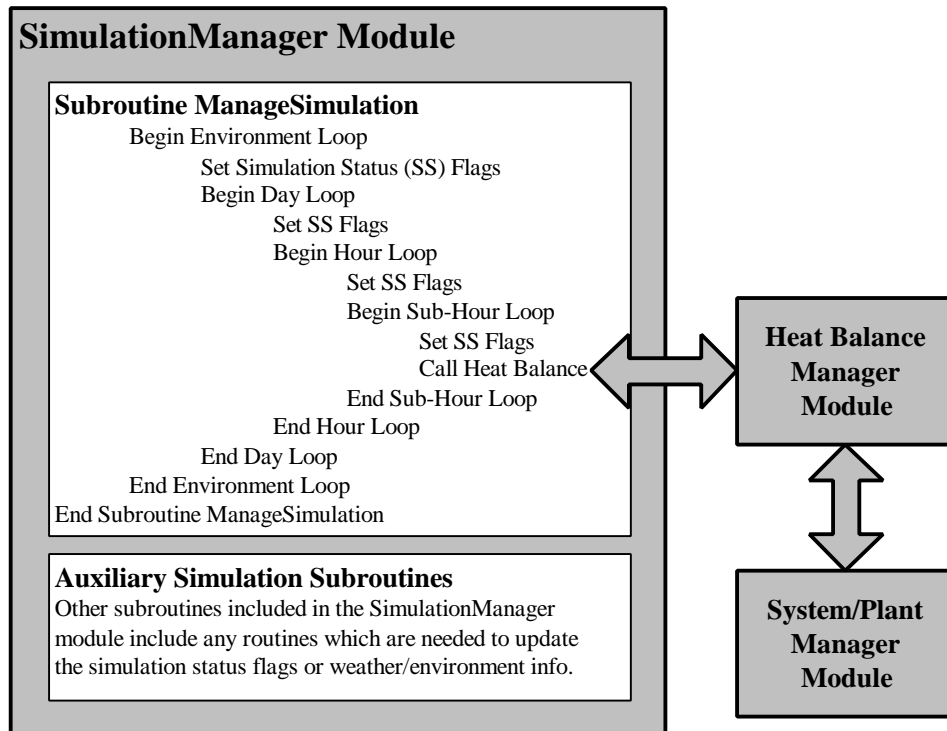 SimulationManager Module
Subroutine ManageSimulation
Begin Environment Loop
Set Simulation Status (SS) Flags
Begin Day Loop
Set SS Flags
Begin Hour Loop
Set SS Flags
Begin Sub-Hour Loop
Set SS Flags
Call Heat Balance
End Sub-Hour Loop
End Hour Loop
End Day Loop
End Environment Loop
End Subroutine ManageSimulation
Auxiliary Simulation Subroutines
Other subroutines included in the SimulationManager
module include any routines which are needed to update
the simulation status flags or weather/environment info.
Heat Balance
Manager
Module
System/Plant
Manager
Module